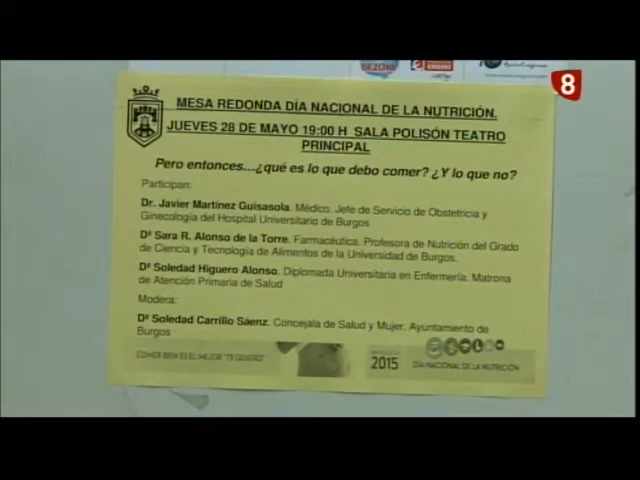 8
BEZOYA
EROSKI
MESA REDONDA DÍA NACIONAL DE LA NUTRICIÓN.
JUEVES 28 DE MAYO 19:00 H SALA POLISÓN TEATRO
PRINCIPAL
Pero entonces...¿qué es lo que debo comer? ¿Y lo que no?
Participan:
Dr. Javier Martínez Guisasola. Médico. Jefe de Servicio de Obstetricia y
Ginecología del Hospital Universitario de Burgos
Dª Sara R. Alonso de la Torre. Farmacéutica. Profesora de Nutrición del Grado
de Ciencia y Tecnología de Alimentos de la Universidad de Burgos.
Dª Soledad Higuero Alonso. Diplomada Universitaria en Enfermería. Matrona
de Atención Primaria de Salud
Modera:
Dª Soledad Carrillo Sáenz. Concejala de Salud y Mujer. Ayuntamiento de
Burgos
COMER BIEN ES EL MEJOR "TE QUIERO"
2015
DÍA NACIONAL DE LA NUTRICIÓN